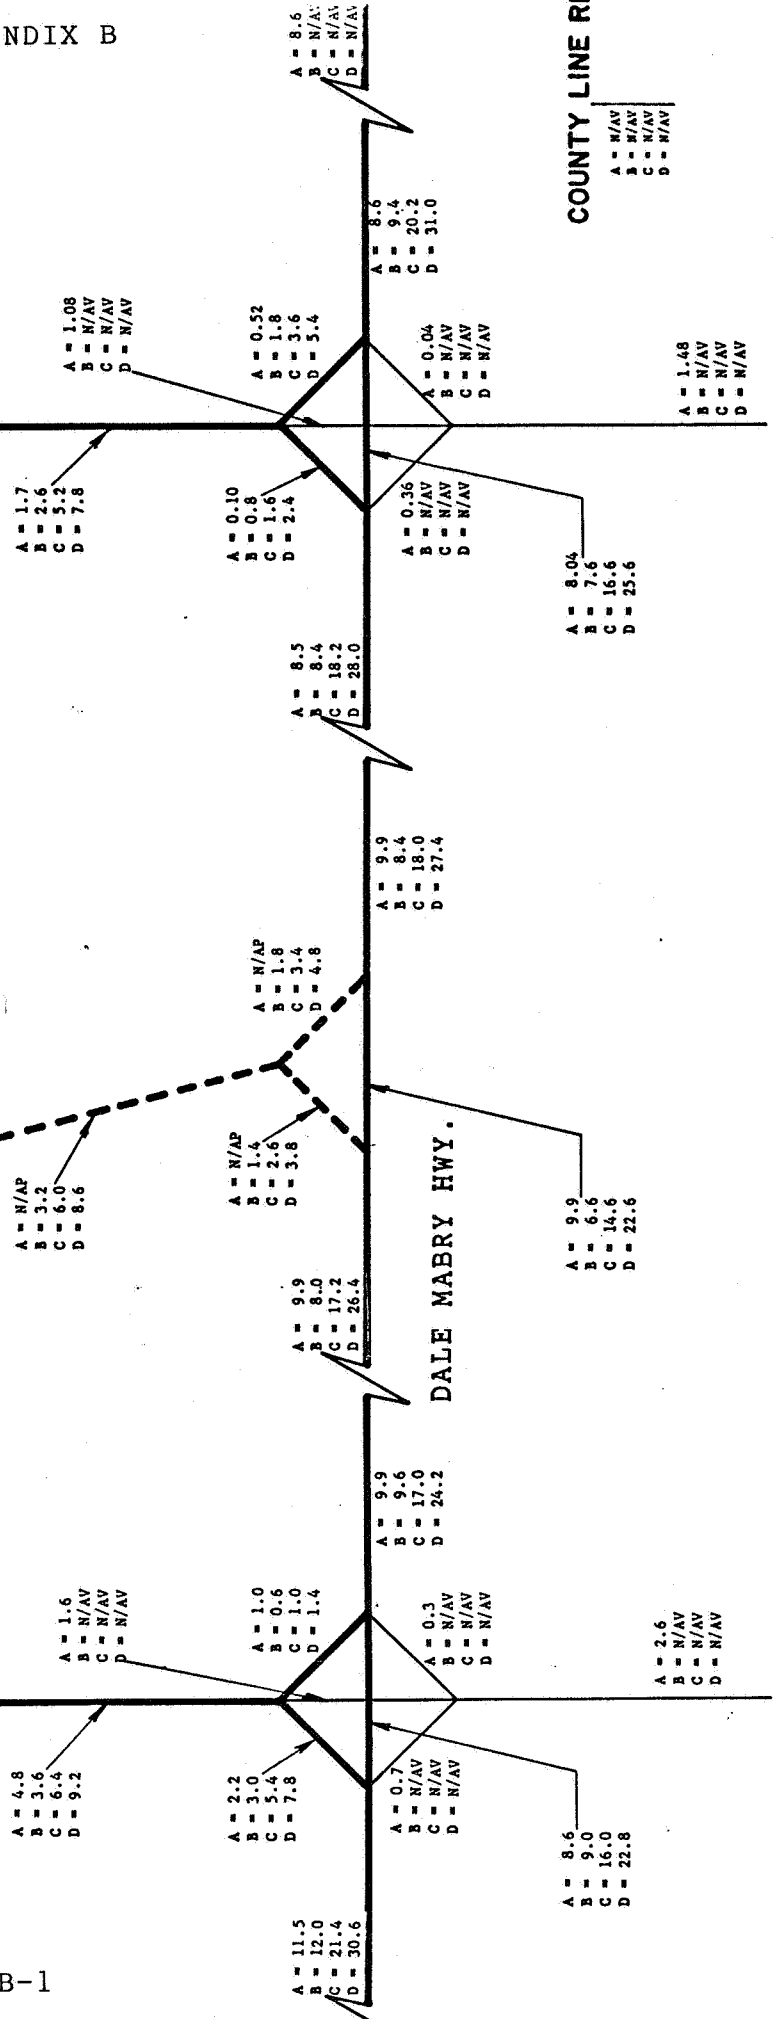 NDIX B
A = 8.6
B = N/AV
C = N/AV
D = N/AV
COUNTY LINE
A = N/AV
B = N/AV
C = N/AV
D = N/AV
A = 8.6
B = 9.4
C = 20.2
D = 31.0
A = 1.08
B = N/AV
C = N/AV
D = N/AV
A = 0.52
B = 1.8
C = 3.6
D = 5.4
A = 0.04
B = N/AV
C = N/AV
D = N/AV
A = 1.48
B = N/AV
C = N/AV
D = N/AV
A = 1.7
B = 2.6
C = 5.2
D = 7.8
A = 0.10
B = 0.8
C = 1.6
D = 2.4
A = 0.36
B = N/AV
C = N/AV
D = N/AV
A = 8.04
B = 7.6
C = 16.6
D = 25.6
A = 8.5
B = 8.4
C = 18.2
D = 28.0
A = 9.9
B = 8.4
C = 18.0
D = 27.4
A = N/AP
B = 1.8
C = 3.4
D = 4.8
A = N/AP
B = 3.2
C = 6.0
D = 8.6
A = N/AP
B = 1.4
C = 2.6
D = 3.8
DALE MABRY HWY.
A = 9.9
B = 6.6
C = 14.6
D = 22.6
A = 9.9
B = 8.0
C = 17.2
D = 26.4
A = 9.9
B = 9.6
C = 17.0
D = 24.2
A = 1.6
B = N/AV
C = N/AV
D = N/AV
A = 1.0
B = 0.6
C = 1.0
D = 1.4
A = 0.3
B = N/AV
C = N/AV
D = N/AV
A = 2.6
B = N/AV
C = N/AV
D = N/AV
A = 4.8
B = 3.6
C = 6.4
D = 9.2
A = 2.2
B = 3.0
C = 5.4
D = 7.8
A = 0.7
B = N/AV
C = N/AV
D = N/AV
A = 8.6
B = 9.0
C = 16.0
D = 22.8
A = 11.5
B = 12.0
C = 21.4
D = 30.6
B-1